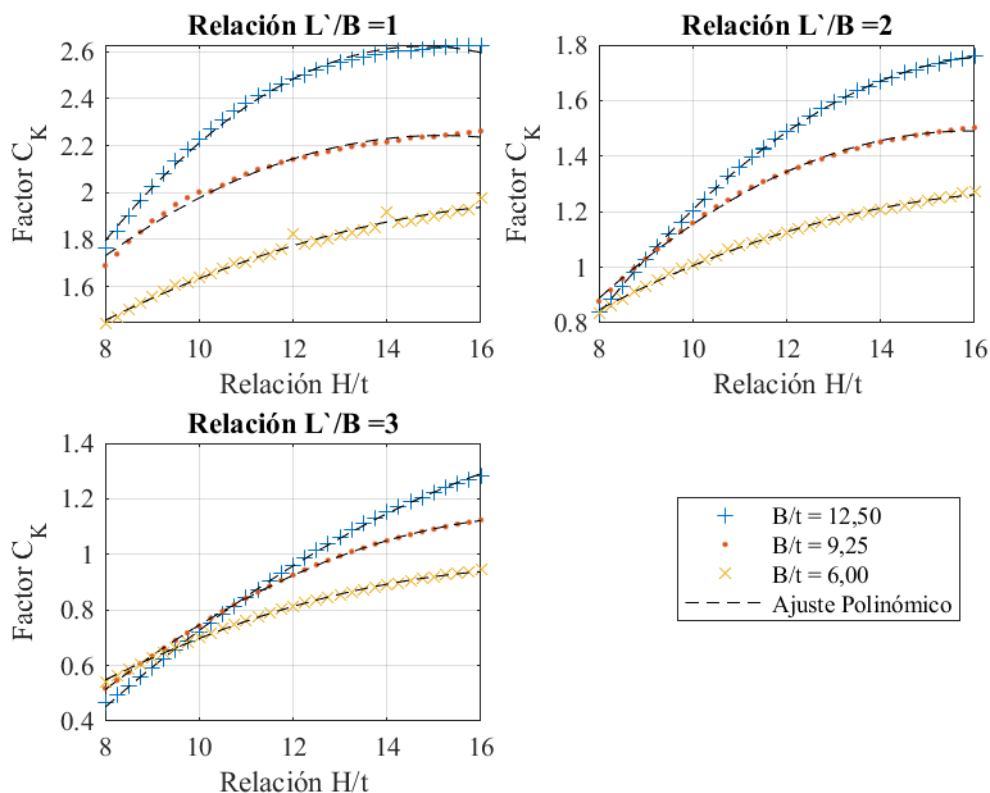 Relación L`/B =1
2.6
2.4
2.2
2
1.8
1.6
Factor C_K
8 10 12 14 16
Relación H/t
Relación L`/B =2
1.8
1.6
1.4
1.2
1
0.8
Factor C_K
8 10 12 14 16
Relación H/t
Relación L`/B =3
1.4
1.2
1
0.8
0.6
0.4
Factor C_K
8 10 12 14 16
Relación H/t
B/t = 12,50
B/t = 9,25
B/t = 6,00
Ajuste Polinómico